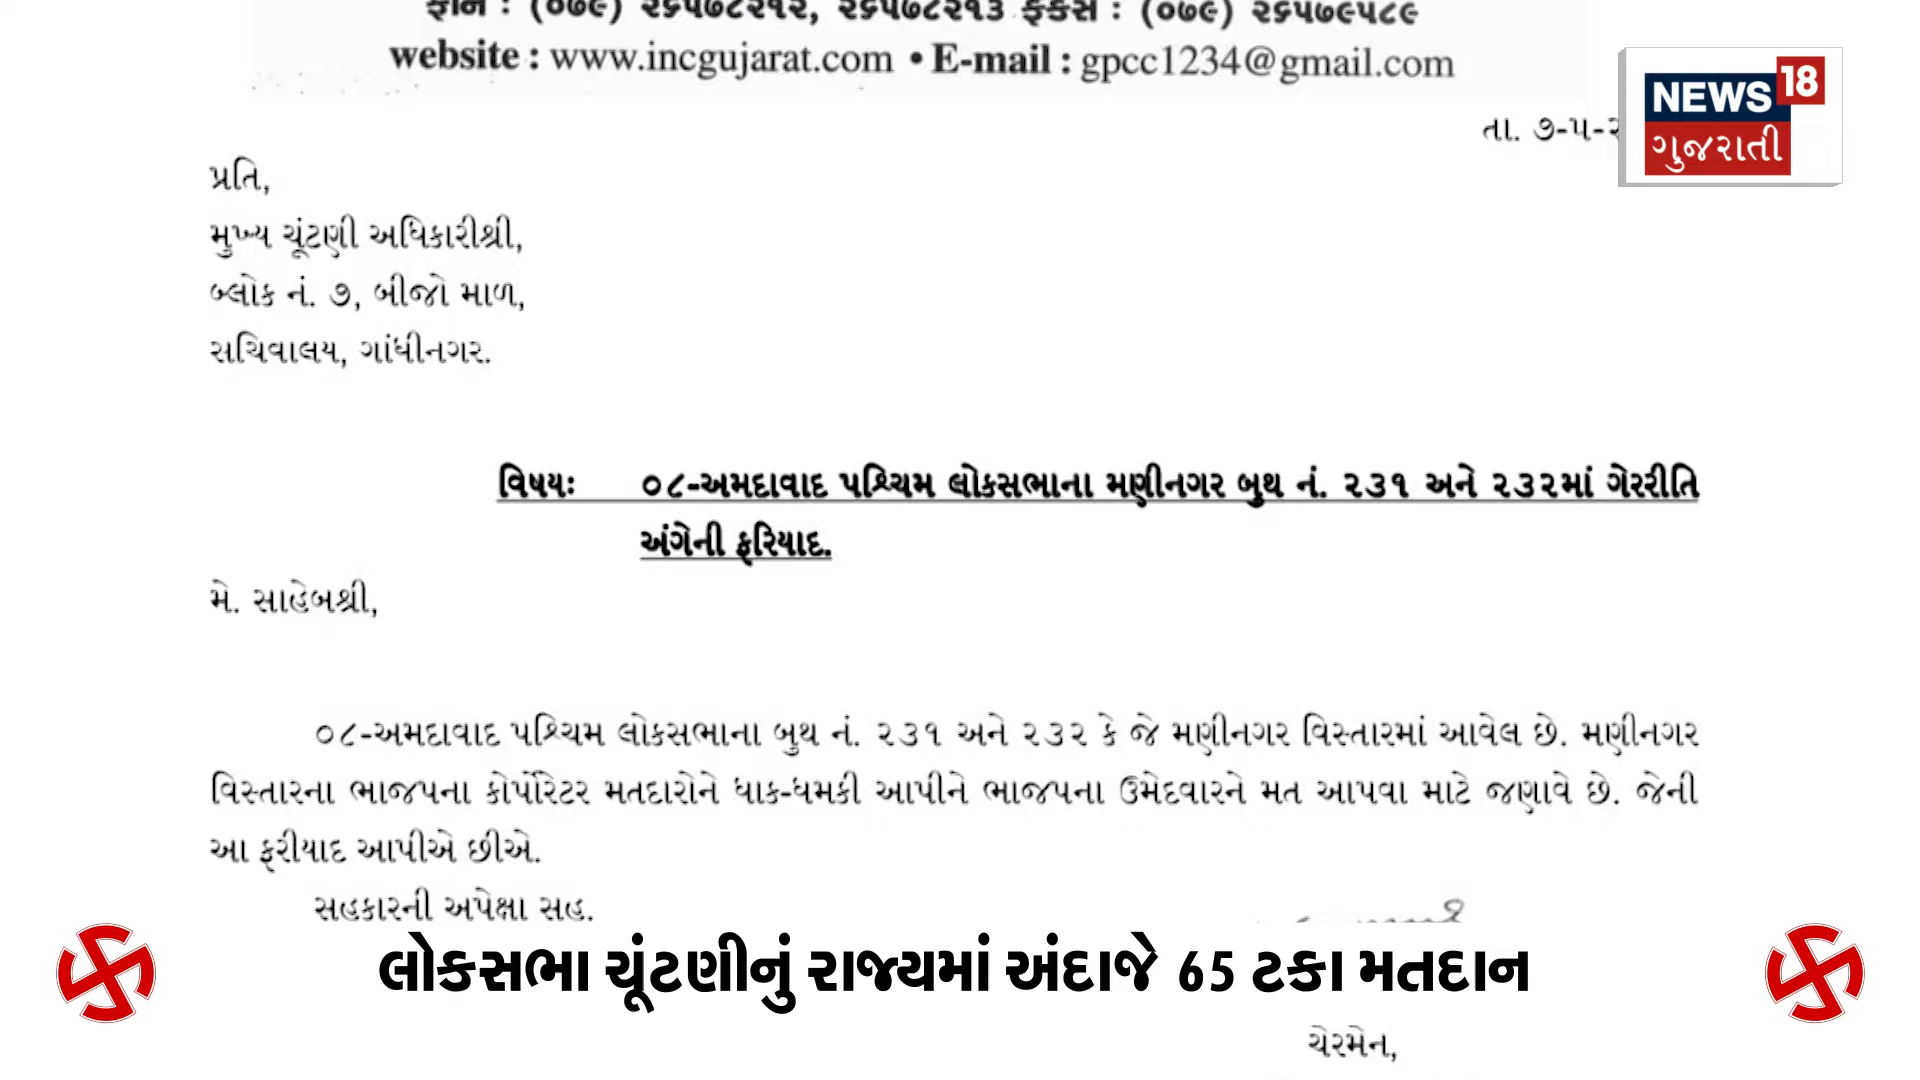 ફોન : (૦૭૯) ૨૬૫૭૮૨૧૨, ૨૬૫૭૮૨૧૩ ફેકસ : (૦૭૯) ૨૬૫૭૯૫૮૯
website : www.incgujarat.com • E-mail : gpcc1234@gmail.com
NEWS 18
ગુજરાતી
તા. ૭-૫-૨
પ્રતિ,
મુખ્ય ચૂંટણી અધિકારીશ્રી,
બ્લોક નં. ૭, બીજો માળ,
સચિવાલય, ગાંધીનગર.
વિષયઃ ૦૮-અમદાવાદ પશ્ચિમ લોકસભાના મણીનગર બુથ નં. ૨૩૧ અને ૨૩૨માં ગેરરીતિ
અંગેની ફરિયાદ.
મે. સાહેબશ્રી,
૦૮-અમદાવાદ પશ્ચિમ લોકસભાના બુથ નં. ૨૩૧ અને ૨૩૨ કે જે મણીનગર વિસ્તારમાં આવેલ છે. મણીનગર
વિસ્તારના ભાજપના કોર્પોરેટર મતદારોને ધાક-ધમકી આપીને ભાજપના ઉમેદવારને મત આપવા માટે જણાવે છે. જેની
આ ફરીયાદ આપીએ છીએ.
સહકારની અપેક્ષા સહ.
લોકસભા ચૂંટણીનું રાજ્યમાં અંદાજે 65 ટકા મતદાન
ચેરમેન,